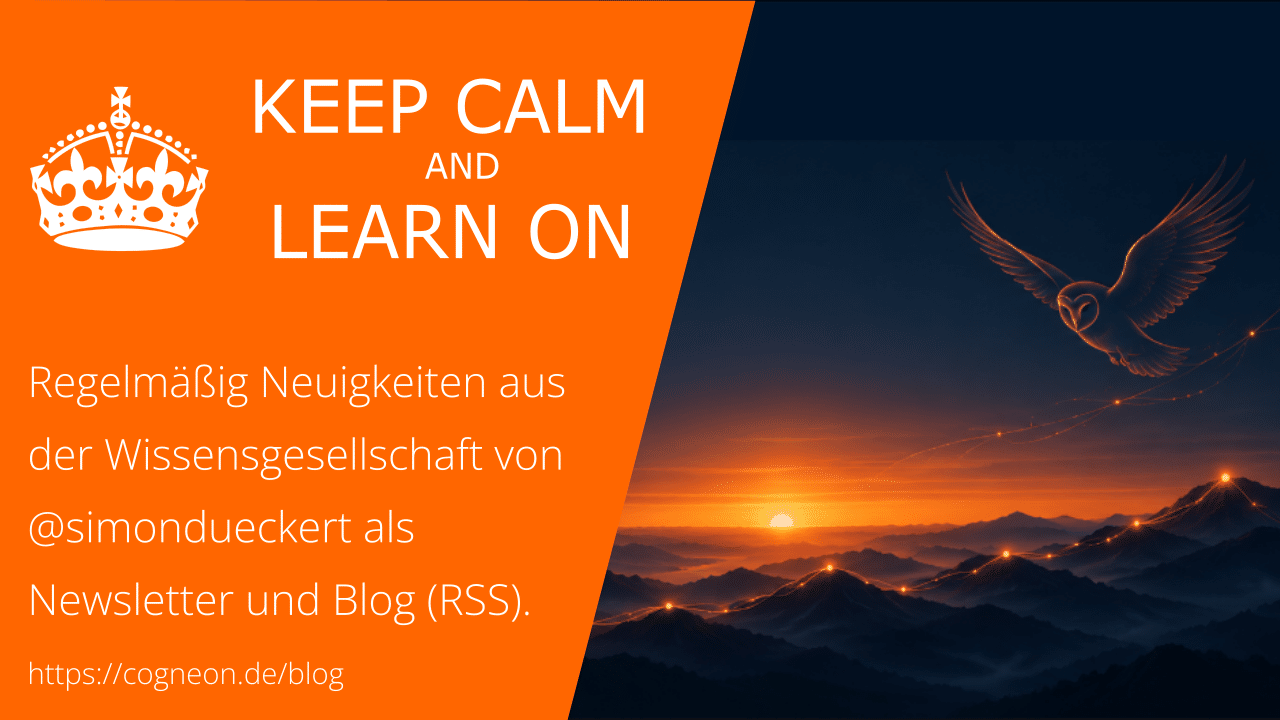 KEEP CALM
AND
LEARN ON
Regelmäßig Neuigkeiten aus
der Wissensgesellschaft von
@simondueckert als
Newsletter und Blog (RSS).
https://cogneon.de/blog